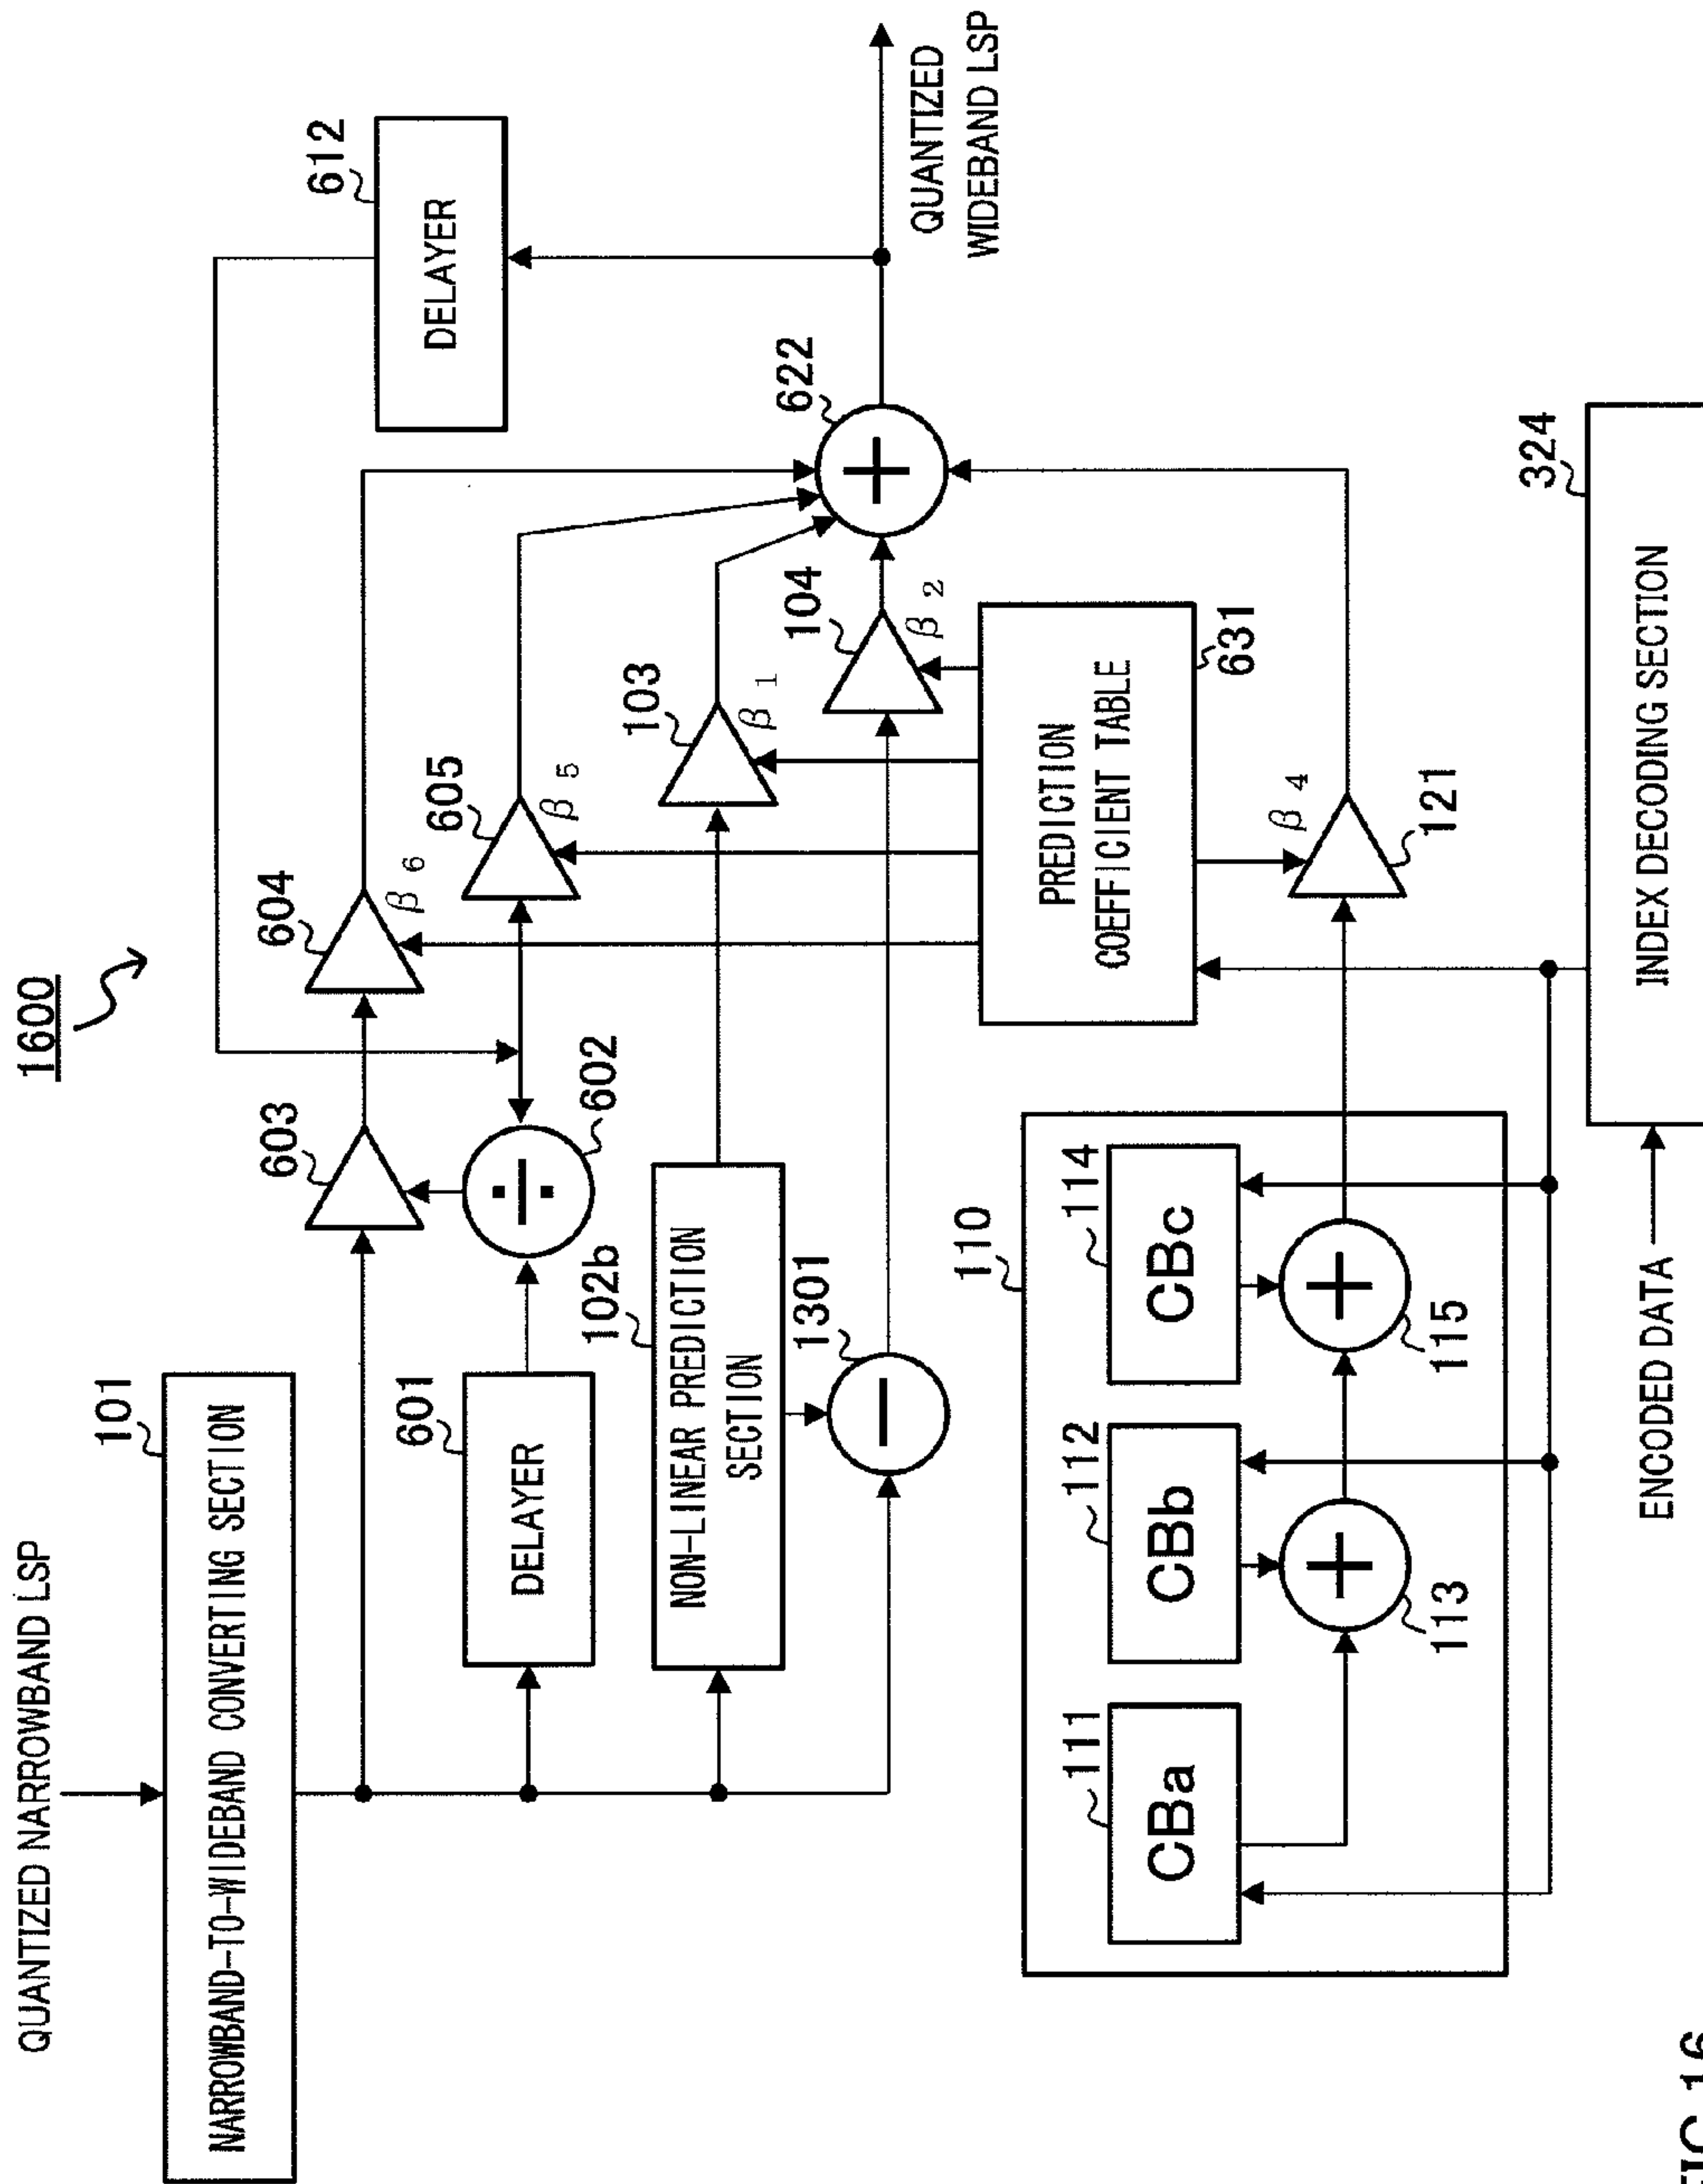 1600
QUANTIZED NARROWBAND LSP
101
NARROWBAND-TO-WIDEBAND CONVERTING SECTION
603
604
β6
612
DELAYER
601
DELAYER
602
605
β5
102b
NON-LINEAR PREDICTION
SECTION
103
β1
622
QUANTIZED
WIDEBAND LSP
1301
104
β2
631
PREDICTION
COEFFICIENT TABLE
110
111
CBa
112
CBb
114
CBc
113
115
β4
121
ENCODED DATA
324
INDEX DECODING SECTION